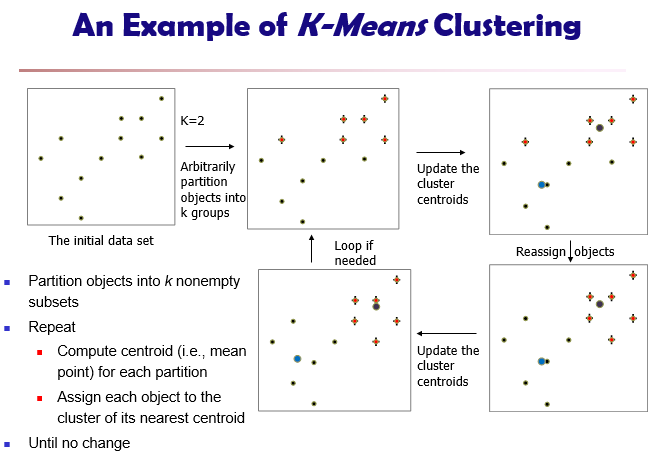 An Example of K-Means Clustering
K=2
Arbitrarily
partition
objects into
k groups
Update the
cluster
centroids
The initial data set
Loop if
needed
Reassign objects
Update the
cluster
centroids
Partition objects into k nonempty
subsets
Repeat
Compute centroid (i.e., mean
point) for each partition
Assign each object to the
cluster of its nearest centroid
Until no change